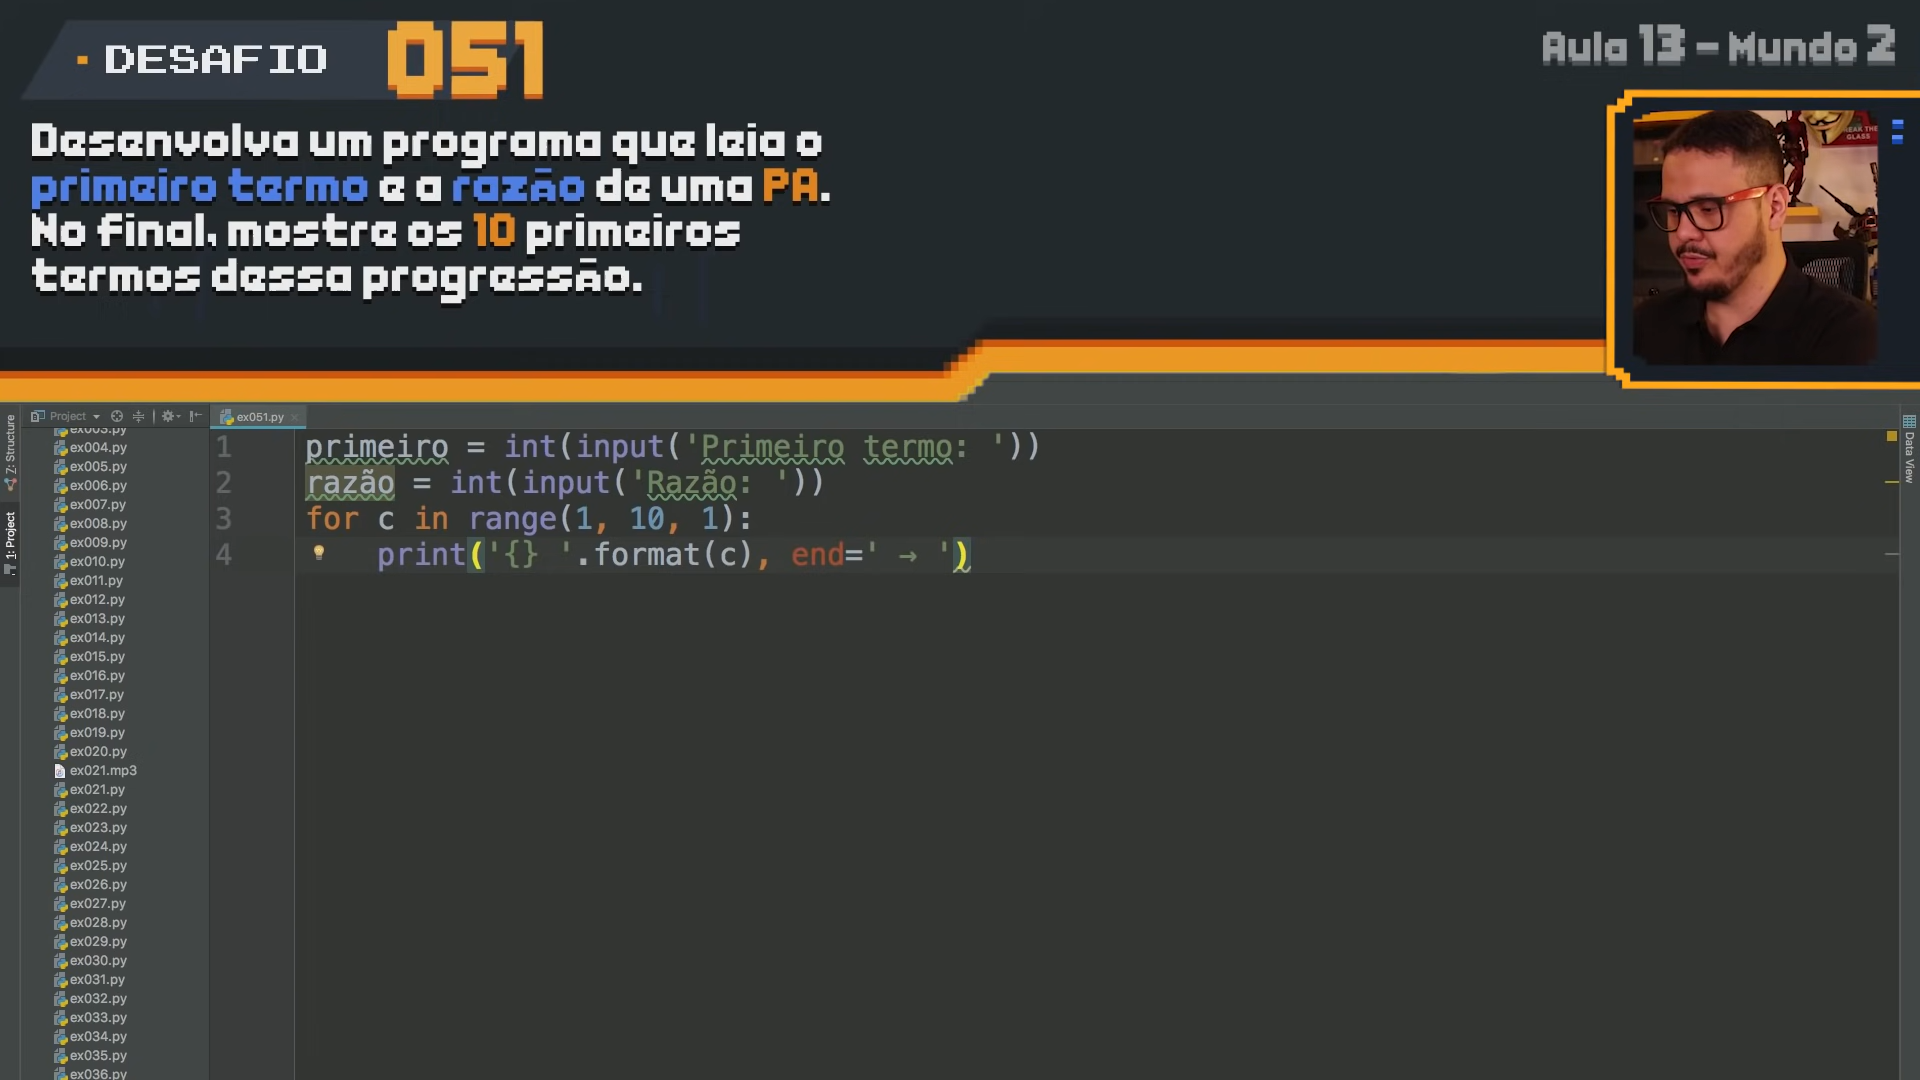 DESAFIO 051
Aula 13 - Mundo 2
Desenvolva um programa que leia o
primeiro termo e a razão de uma PA.
No final, mostre os 10 primeiros
termos dessa progressão.
BREAK THE
GLASS
Project
ex051.py
Z: Structure
1: Project
Data View
ex003.py
ex004.py
ex005.py
ex006.py
ex007.py
ex008.py
ex009.py
ex010.py
ex011.py
ex012.py
ex013.py
ex014.py
ex015.py
ex016.py
ex017.py
ex018.py
ex019.py
ex020.py
ex021.mp3
ex021.py
ex022.py
ex023.py
ex024.py
ex025.py
ex026.py
ex027.py
ex028.py
ex029.py
ex030.py
ex031.py
ex032.py
ex033.py
ex034.py
ex035.py
ex036.py
1 primeiro = int(input('Primeiro termo: '))
2 razão = int(input('Razão: '))
3 for c in range(1, 10, 1):
4     print('{} '.format(c), end=' → ')